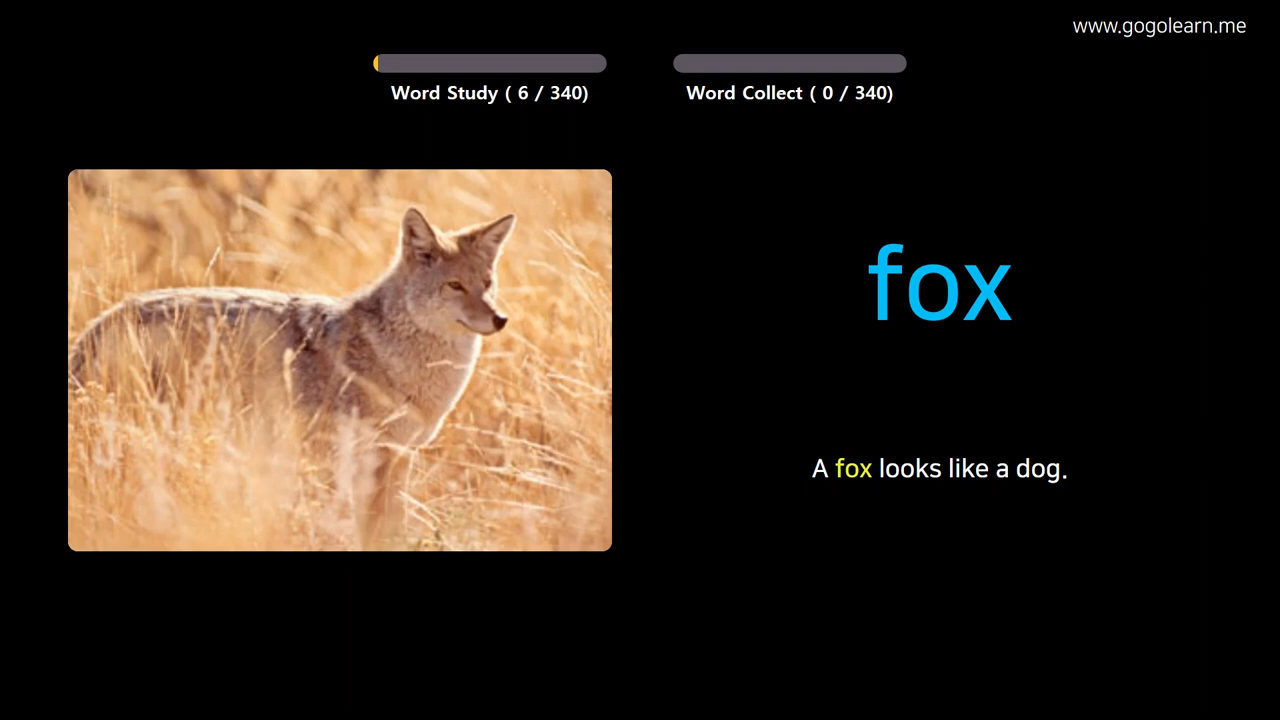 www.gogolearn.me
Word Study ( 6 / 340)
Word Collect ( 0 / 340)
fox
A fox looks like a dog.